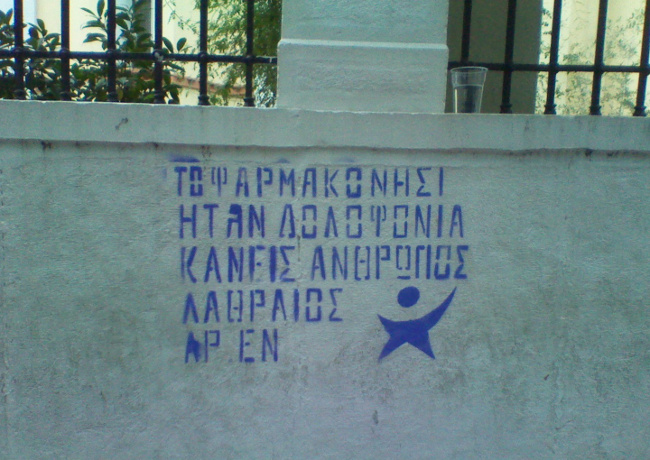 ΤΟ ΦΑΡΜΑΚΟΝΗΣΙ
ΗΤΑΝ ΔΟΛΟΦΟΝΙΑ
ΚΑΝΕΙΣ ΑΝΘΡΩΠΟΣ
ΛΑΘΡΑΙΟΣ
ΑΡ ΕΝ